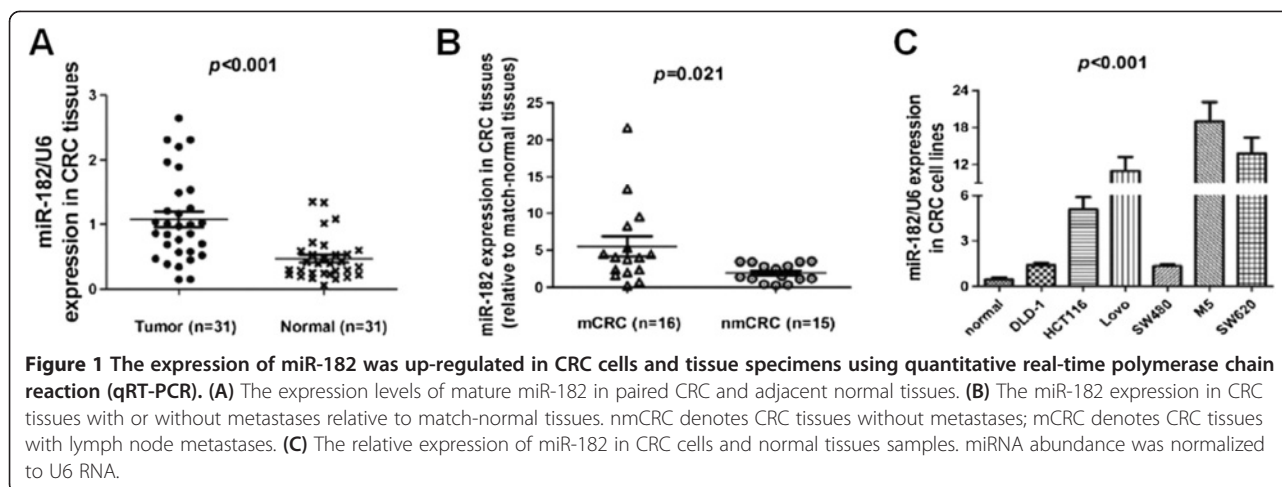 A
p<0.001
miR-182/U6
expression in CRC tissues
3
2
1
0
Tumor (n=31)
Normal (n=31)
B
p=0.021
miR-182 expression in CRC tissues
(relative to match-normal tissues)
25
20
15
10
5
0
mCRC (n=16)
nmCRC (n=15)
C
p<0.001
miR-182/U6 expression
in CRC cell lines
24
18
12
6
3
0
normal
DLD-1
HCT116
Lovo
SW480
M5
SW620
Figure 1 The expression of miR-182 was up-regulated in CRC cells and tissue specimens using quantitative real-time polymerase chain
reaction (qRT-PCR). (A) The expression levels of mature miR-182 in paired CRC and adjacent normal tissues. (B) The miR-182 expression in CRC
tissues with or without metastases relative to match-normal tissues. nmCRC denotes CRC tissues without metastases; mCRC denotes CRC tissues
with lymph node metastases. (C) The relative expression of miR-182 in CRC cells and normal tissues samples. miRNA abundance was normalized
to U6 RNA.